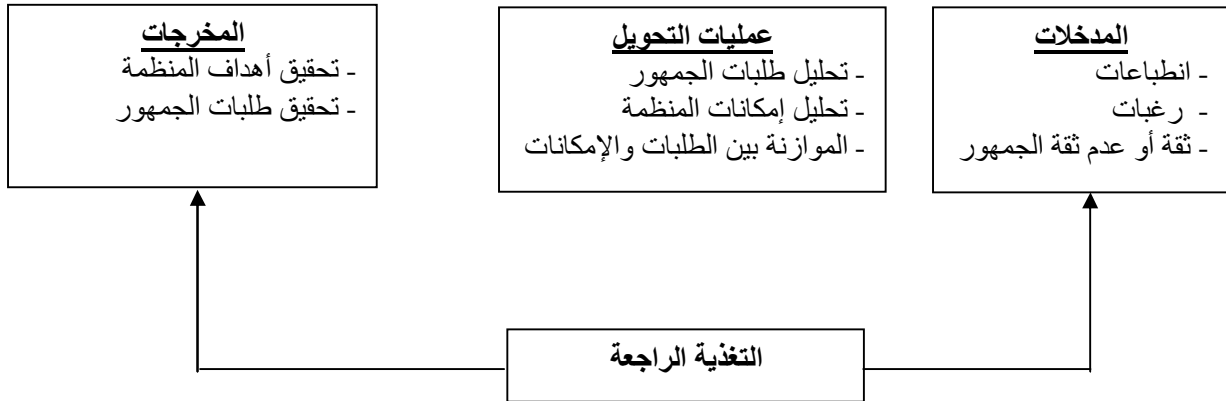 المدخلات
- انطباعات
- رغبات
- ثقة أو عدم ثقة الجمهور
عمليات التحويل
- تحليل طلبات الجمهور
- تحليل إمكانات المنظمة
- الموازنة بين الطلبات والإمكانات
المخرجات
- تحقيق أهداف المنظمة
- تحقيق طلبات الجمهور
التغذية الراجعة